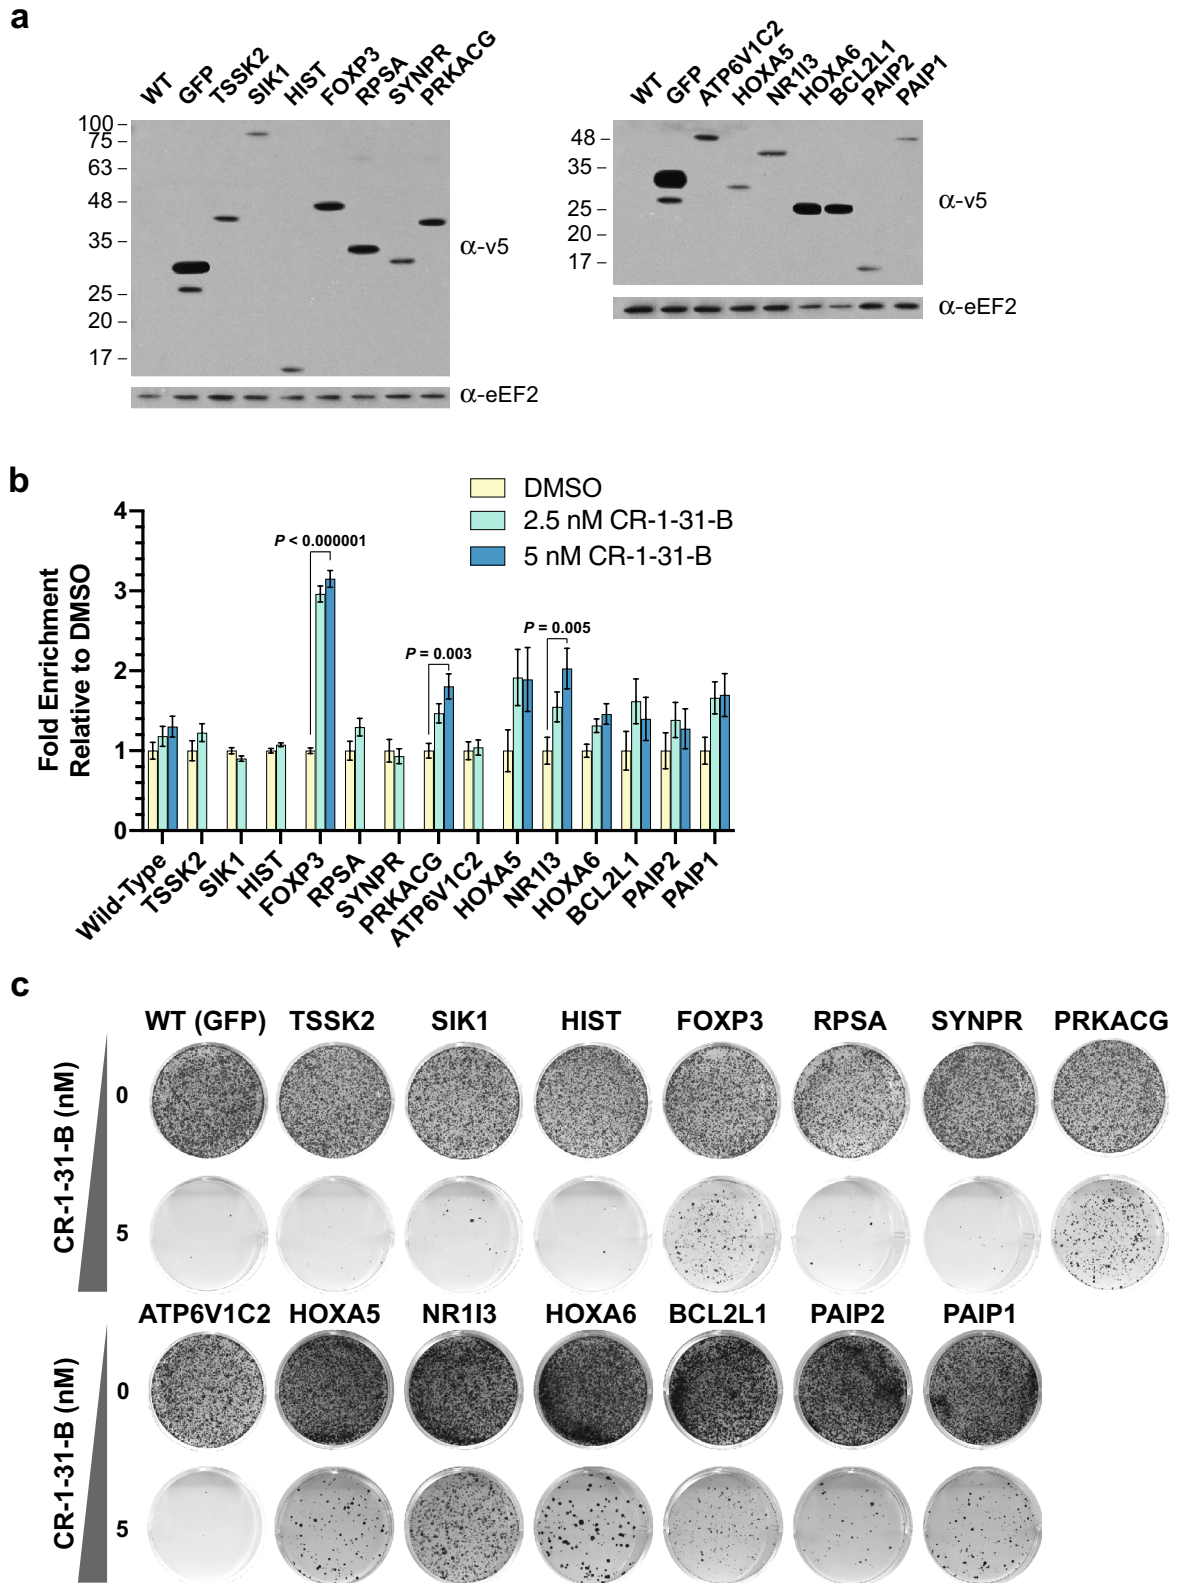 a
WT GFP TSSK2 SIK1 HIST FOXP3 RPSA SYNPR PRKACG
100
75
63
48
35
25
20
17
α-v5
α-eEF2
WT GFP ATP6V1C2 HOXA5 NR1I3 HOXA6 BCL2L1 PAIP2 PAIP1
48
35
25
20
17
α-v5
α-eEF2
b
DMSO
2.5 nM CR-1-31-B
5 nM CR-1-31-B
Fold Enrichment
Relative to DMSO
4
3
2
1
0
P < 0.000001
P = 0.003
P = 0.005
Wild-Type TSSK2 SIK1 HIST FOXP3 RPSA SYNPR PRKACG ATP6V1C2 HOXA5 NR1I3 HOXA6 BCL2L1 PAIP2 PAIP1
c
WT (GFP) TSSK2 SIK1 HIST FOXP3 RPSA SYNPR PRKACG
CR-1-31-B (nM)
0
5
ATP6V1C2 HOXA5 NR1I3 HOXA6 BCL2L1 PAIP2 PAIP1
CR-1-31-B (nM)
0
5